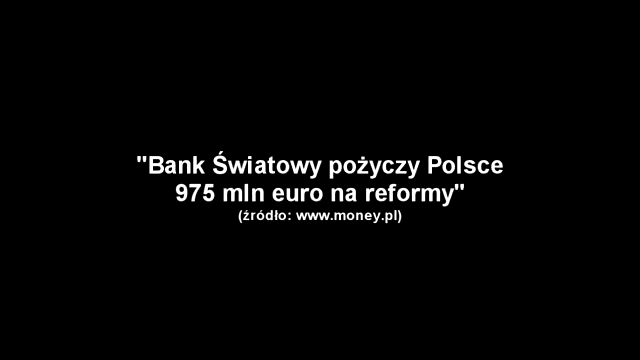 "Bank Światowy pożyczy Polsce
975 mln euro na reformy"
(źródło: www.money.pl)